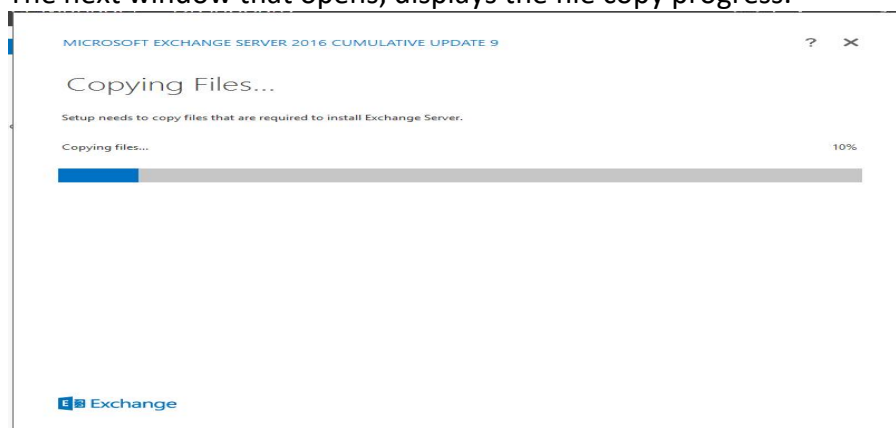 The next window that opens, displays the file copy progress.
MICROSOFT EXCHANGE SERVER 2016 CUMULATIVE UPDATE 9 ? ×
Copying Files...
Setup needs to copy files that are required to install Exchange Server.
Copying files... 10%
Exchange